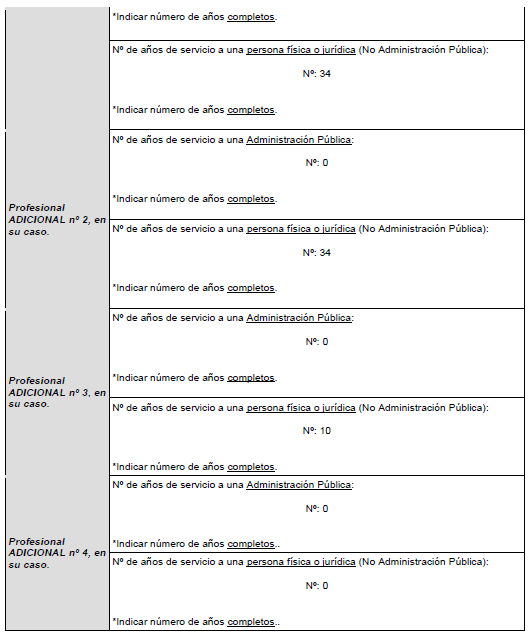 *Indicar número de años completos.
Nº de años de servicio a una persona física o jurídica (No Administración Pública):
Nº: 34
*Indicar número de años completos.
Profesional
ADICIONAL nº 2, en
su caso.
Nº de años de servicio a una Administración Pública:
Nº: 0
*Indicar número de años completos.
Nº de años de servicio a una persona física o jurídica (No Administración Pública):
Nº: 34
*Indicar número de años completos.
Profesional
ADICIONAL nº 3, en
su caso.
Nº de años de servicio a una Administración Pública:
Nº: 0
*Indicar número de años completos.
Nº de años de servicio a una persona física o jurídica (No Administración Pública):
Nº: 10
*Indicar número de años completos.
Profesional
ADICIONAL nº 4, en
su caso.
Nº de años de servicio a una Administración Pública:
Nº: 0
*Indicar número de años completos..
Nº de años de servicio a una persona física o jurídica (No Administración Pública):
Nº: 0
*Indicar número de años completos..